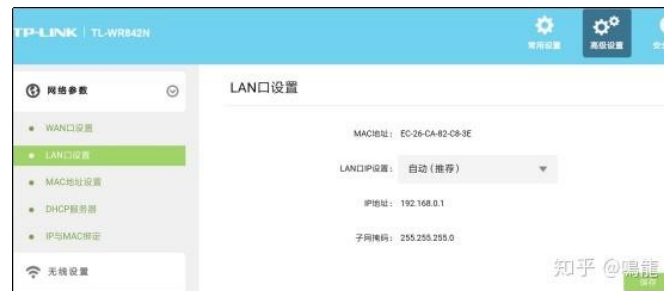 TP-LINK | TL-WR842N
常用设置
高级设置
网络参数
WAN口设置
LAN口设置
MAC地址设置
DHCP服务器
IP与MAC绑定
无线设置
LAN口设置
MAC地址: EC-26-CA-82-C8-3E
LAN口IP设置: 自动(推荐)
IP地址: 192.168.0.1
子网掩码: 255.255.255.0
知乎 @鳴龍
保存